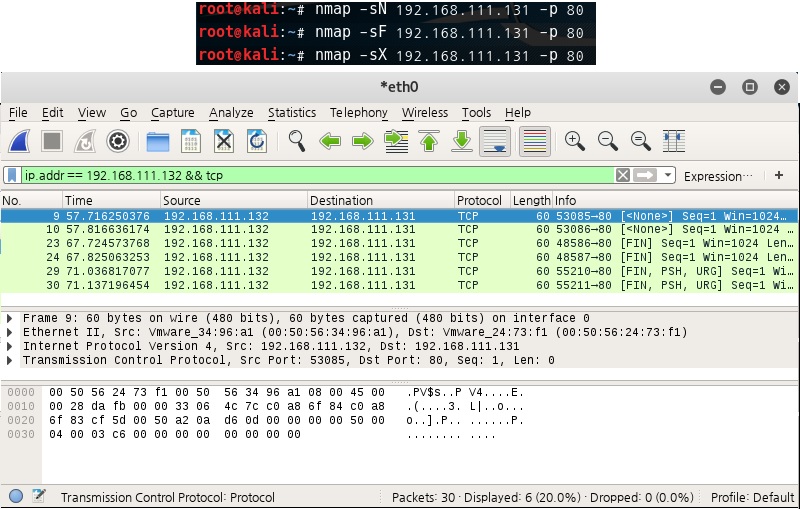 root@kali:~# nmap -sN 192.168.111.131 -p 80
root@kali:~# nmap -sF 192.168.111.131 -p 80
root@kali:~# nmap -sX 192.168.111.131 -p 80
*eth0
File Edit View Go Capture Analyze Statistics Telephony Wireless Tools Help
ip.addr == 192.168.111.132 && tcp Expression… +
No. Time Source Destination Protocol Length Info
9 57.716250376 192.168.111.132 192.168.111.131 TCP 60 53085→80 [<None>] Seq=1 Win=1024…
10 57.816636174 192.168.111.132 192.168.111.131 TCP 60 53086→80 [<None>] Seq=1 Win=1024 …
23 67.724573768 192.168.111.132 192.168.111.131 TCP 60 48586→80 [FIN] Seq=1 Win=1024 Len…
24 67.825063253 192.168.111.132 192.168.111.131 TCP 60 48587→80 [FIN] Seq=1 Win=1024 Len…
29 71.036817077 192.168.111.132 192.168.111.131 TCP 60 55210→80 [FIN, PSH, URG] Seq=1 Wi…
30 71.137196454 192.168.111.132 192.168.111.131 TCP 60 55211→80 [FIN, PSH, URG] Seq=1 Wi…
Frame 9: 60 bytes on wire (480 bits), 60 bytes captured (480 bits) on interface 0
Ethernet II, Src: Vmware_34:96:a1 (00:50:56:34:96:a1), Dst: Vmware_24:73:f1 (00:50:56:24:73:f1)
Internet Protocol Version 4, Src: 192.168.111.132, Dst: 192.168.111.131
Transmission Control Protocol, Src Port: 53085, Dst Port: 80, Seq: 1, Len: 0
0000 00 50 56 24 73 f1 00 50 56 34 96 a1 08 00 45 00 .PV$s..P V4....E.
0010 00 28 da fb 00 00 33 06 4c 7c c0 a8 6f 84 c0 a8 .(....3. L|..o...
0020 6f 83 cf 5d 00 50 a2 0a d6 0d 00 00 00 00 50 00 o..].P.. ......P.
0030 04 00 03 c6 00 00 00 00 00 00 00 00 ........ ....
Transmission Control Protocol: Protocol Packets: 30 · Displayed: 6 (20.0%) · Dropped: 0 (0.0%) Profile: Default